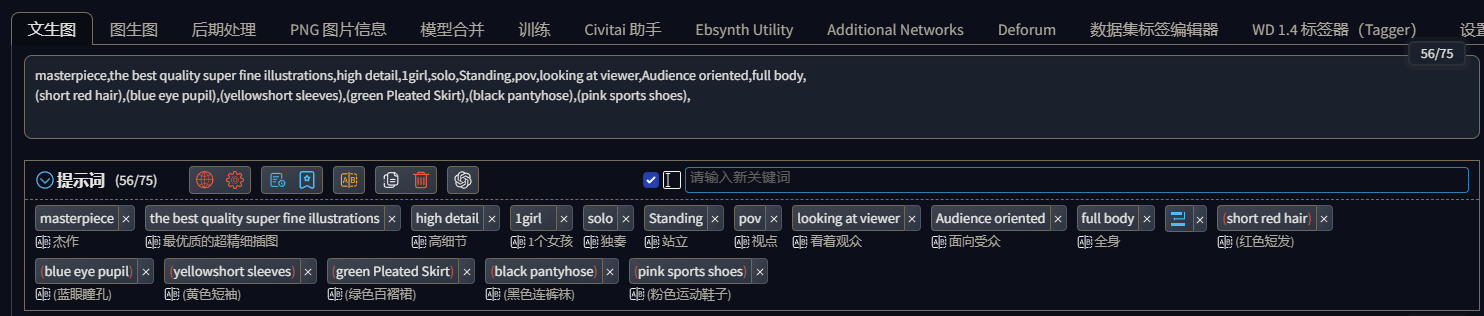 文生图 图生图 后期处理 PNG 图片信息 模型合并 训练 Civitai 助手 Ebsynth Utility Additional Networks Deforum 数据集标签编辑器 WD 1.4 标签器 (Tagger) 设置
56/75
masterpiece,the best quality super fine illustrations,high detail,1girl,solo,Standing,pov,looking at viewer,Audience oriented,full body,
(short red hair),(blue eye pupil),(yellowshort sleeves),(green Pleated Skirt),(black pantyhose),(pink sports shoes),
提示词 (56/75) 请输入新关键词
masterpiece × the best quality super fine illustrations × high detail × 1girl × solo × Standing × pov × looking at viewer × Audience oriented × full body × × (short red hair) ×
杰作 最优质的超精细插图 高细节 1个女孩 独奏 站立 视点 看着观众 面向受众 全身 (红色短发)
(blue eye pupil) × (yellowshort sleeves) × (green Pleated Skirt) × (black pantyhose) × (pink sports shoes) ×
(蓝眼瞳孔) (黄色短袖) (绿色百褶裙) (黑色连裤袜) (粉色运动鞋子)